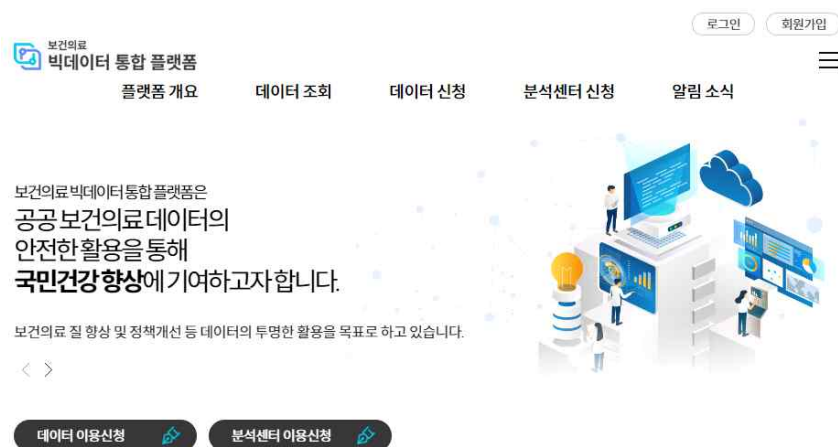 로그인 회원가입
보건의료
빅데이터 통합 플랫폼
플랫폼 개요 데이터 조회 데이터 신청 분석센터 신청 알림 소식
보건의료 빅데이터 통합 플랫폼은
공공 보건의료 데이터의
안전한 활용을 통해
국민건강 향상에 기여하고자 합니다.
보건의료 질 향상 및 정책개선 등 데이터의 투명한 활용을 목표로 하고 있습니다.
데이터 이용신청 분석센터 이용신청